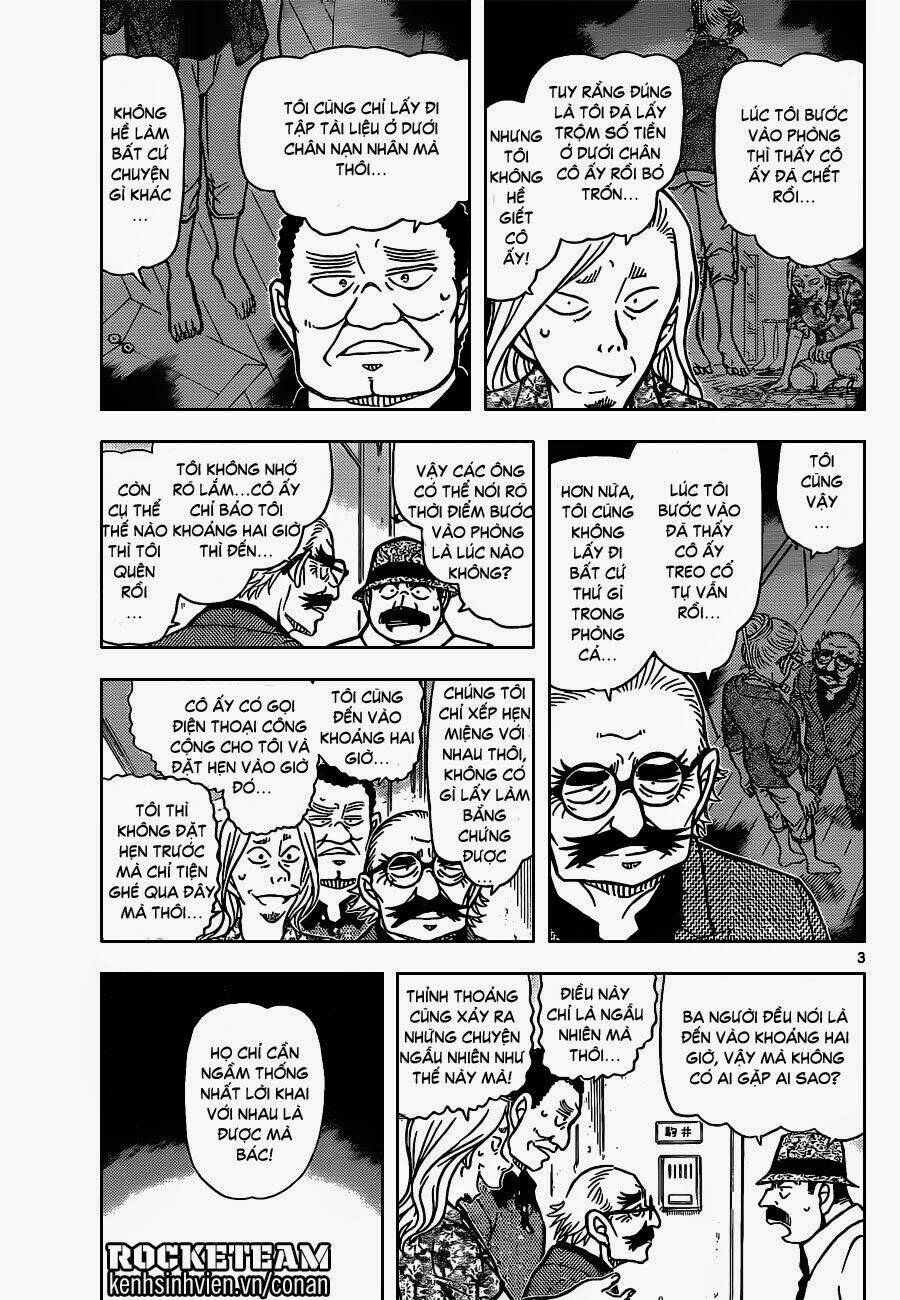 LÚC TÔI BƯỚC
VÀO PHÒNG
THÌ THẤY CÔ
ẤY ĐÃ CHẾT
RỒI...
TUY RẰNG ĐÚNG
LÀ TÔI ĐÃ LẤY
TRỘM SỐ TIỀN
Ở DƯỚI CHÂN
CÔ ẤY RỒI BỎ
TRỐN...
NHƯNG
TÔI
KHÔNG
HỀ
GIẾT
CÔ
ẤY!
TÔI CŨNG CHỈ LẤY ĐI
TẬP TÀI LIỆU Ở DƯỚI
CHÂN NẠN NHÂN MÀ
THÔI...
KHÔNG
HỀ LÀM
BẤT CỨ
CHUYỆN
GÌ KHÁC
...
TÔI
CŨNG
VẬY
...
LÚC TÔI
BƯỚC VÀO
ĐÃ THẤY
CÔ ẤY
TREO CỔ
TỰ VẪN
RỒI...
HƠN NỮA,
TÔI CŨNG
KHÔNG
LẤY ĐI
BẤT CỨ
THỨ GÌ
TRONG
PHÒNG
CẢ...
VẬY CÁC ÔNG
CÓ THỂ NÓI RÕ
THỜI ĐIỂM BƯỚC
VÀO PHÒNG
LÀ LÚC NÀO
KHÔNG?
TÔI KHÔNG NHỚ
RÕ LẮM...CÔ ẤY
CHỈ BẢO TÔI
KHOẢNG HAI GIỜ
THÌ ĐẾN...
CÒN
CỤ THỂ
THẾ NÀO
THÌ TÔI
QUÊN
RỒI
...
CHÚNG TÔI
CHỈ XẾP HẸN
MIỆNG VỚI
NHAU THÔI,
KHÔNG CÓ
GÌ LẤY LÀM
BẰNG
CHỨNG
ĐƯỢC
TÔI CŨNG
ĐẾN VÀO
KHOẢNG HAI
GIỜ...
CÔ ẤY CÓ GỌI
ĐIỆN THOẠI CÔNG
CỘNG CHO TÔI VÀ
ĐẶT HẸN VÀO GIỜ
ĐÓ...
TÔI THÌ
KHÔNG ĐẶT
HẸN TRƯỚC
MÀ CHỈ TIỆN
GHÉ QUA ĐÂY
MÀ THÔI...
3
BA NGƯỜI ĐỀU NÓI LÀ
ĐẾN VÀO KHOẢNG HAI
GIỜ, VẬY MÀ KHÔNG
CÓ AI GẶP AI SAO?
ĐIỀU NÀY
CHỈ LÀ NGẪU
NHIÊN MÀ
THÔI...
THỈNH THOẢNG
CŨNG XẢY RA
NHỮNG CHUYỆN
NGẪU NHIÊN NHƯ
THẾ NÀY MÀ!
駒井
HỌ CHỈ CẦN
NGẦM THỐNG
NHẤT LỜI KHAI
VỚI NHAU LÀ
ĐƯỢC MÀ
BÁC!
ROCKETEAM
kenhsinhvien.vn/conan